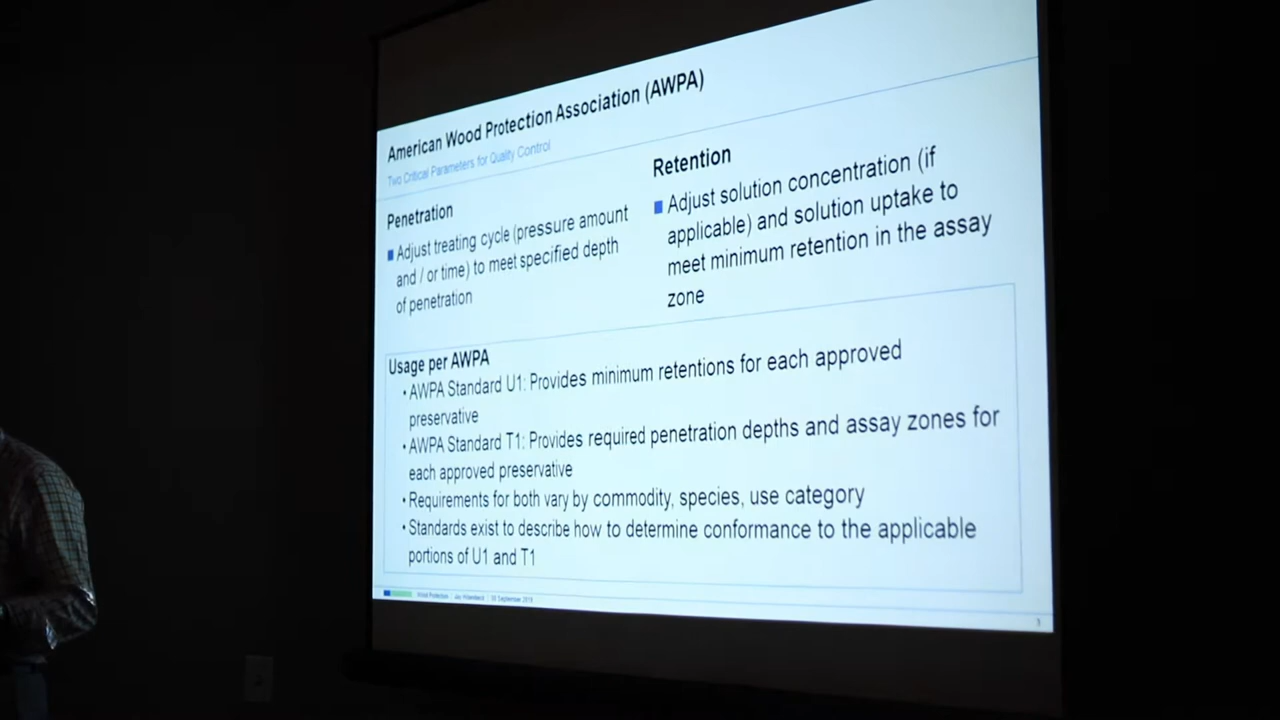 American Wood Protection Association (AWPA)
Two Critical Parameters for Quality Control
Penetration
Adjust treating cycle (pressure amount
and / or time) to meet specified depth
of penetration
Retention
Adjust solution concentration (if
applicable) and solution uptake to
meet minimum retention in the assay
zone
Usage per AWPA
• AWPA Standard U1: Provides minimum retentions for each approved
preservative
• AWPA Standard T1: Provides required penetration depths and assay zones for
each approved preservative
• Requirements for both vary by commodity, species, use category
• Standards exist to describe how to determine conformance to the applicable
portions of U1 and T1
Wood Protection | 30 September
3